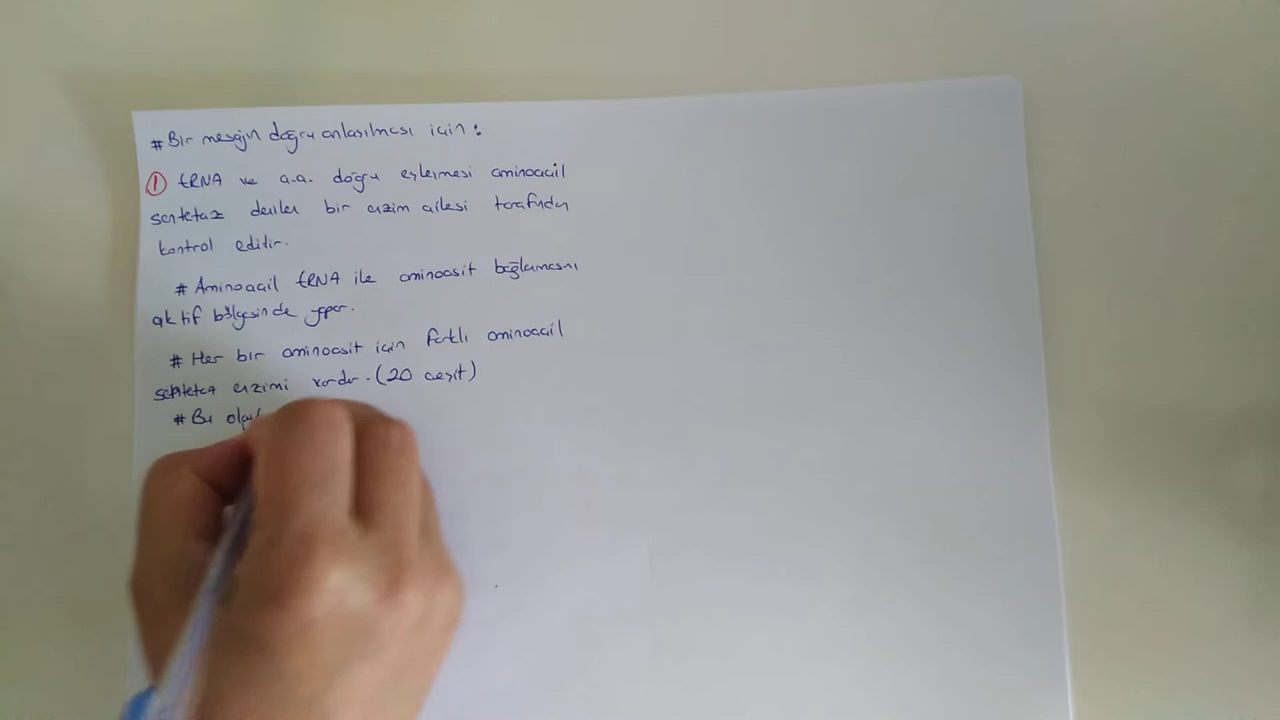 # Bir mesajın doğru anlaşılması için :
① tRNA ve a.a. doğru eşleşmesi aminoacil
sentetaz denilen bir enzim ailesi tarafından
kontrol edilir.
# Aminoacil tRNA ile aminoasit bağlamasını
aktif bölgesinde yapar.
# Her bir aminoasit için farklı aminoacil
sentetaz enzimi vardır. (20 çeşit)
# Bu